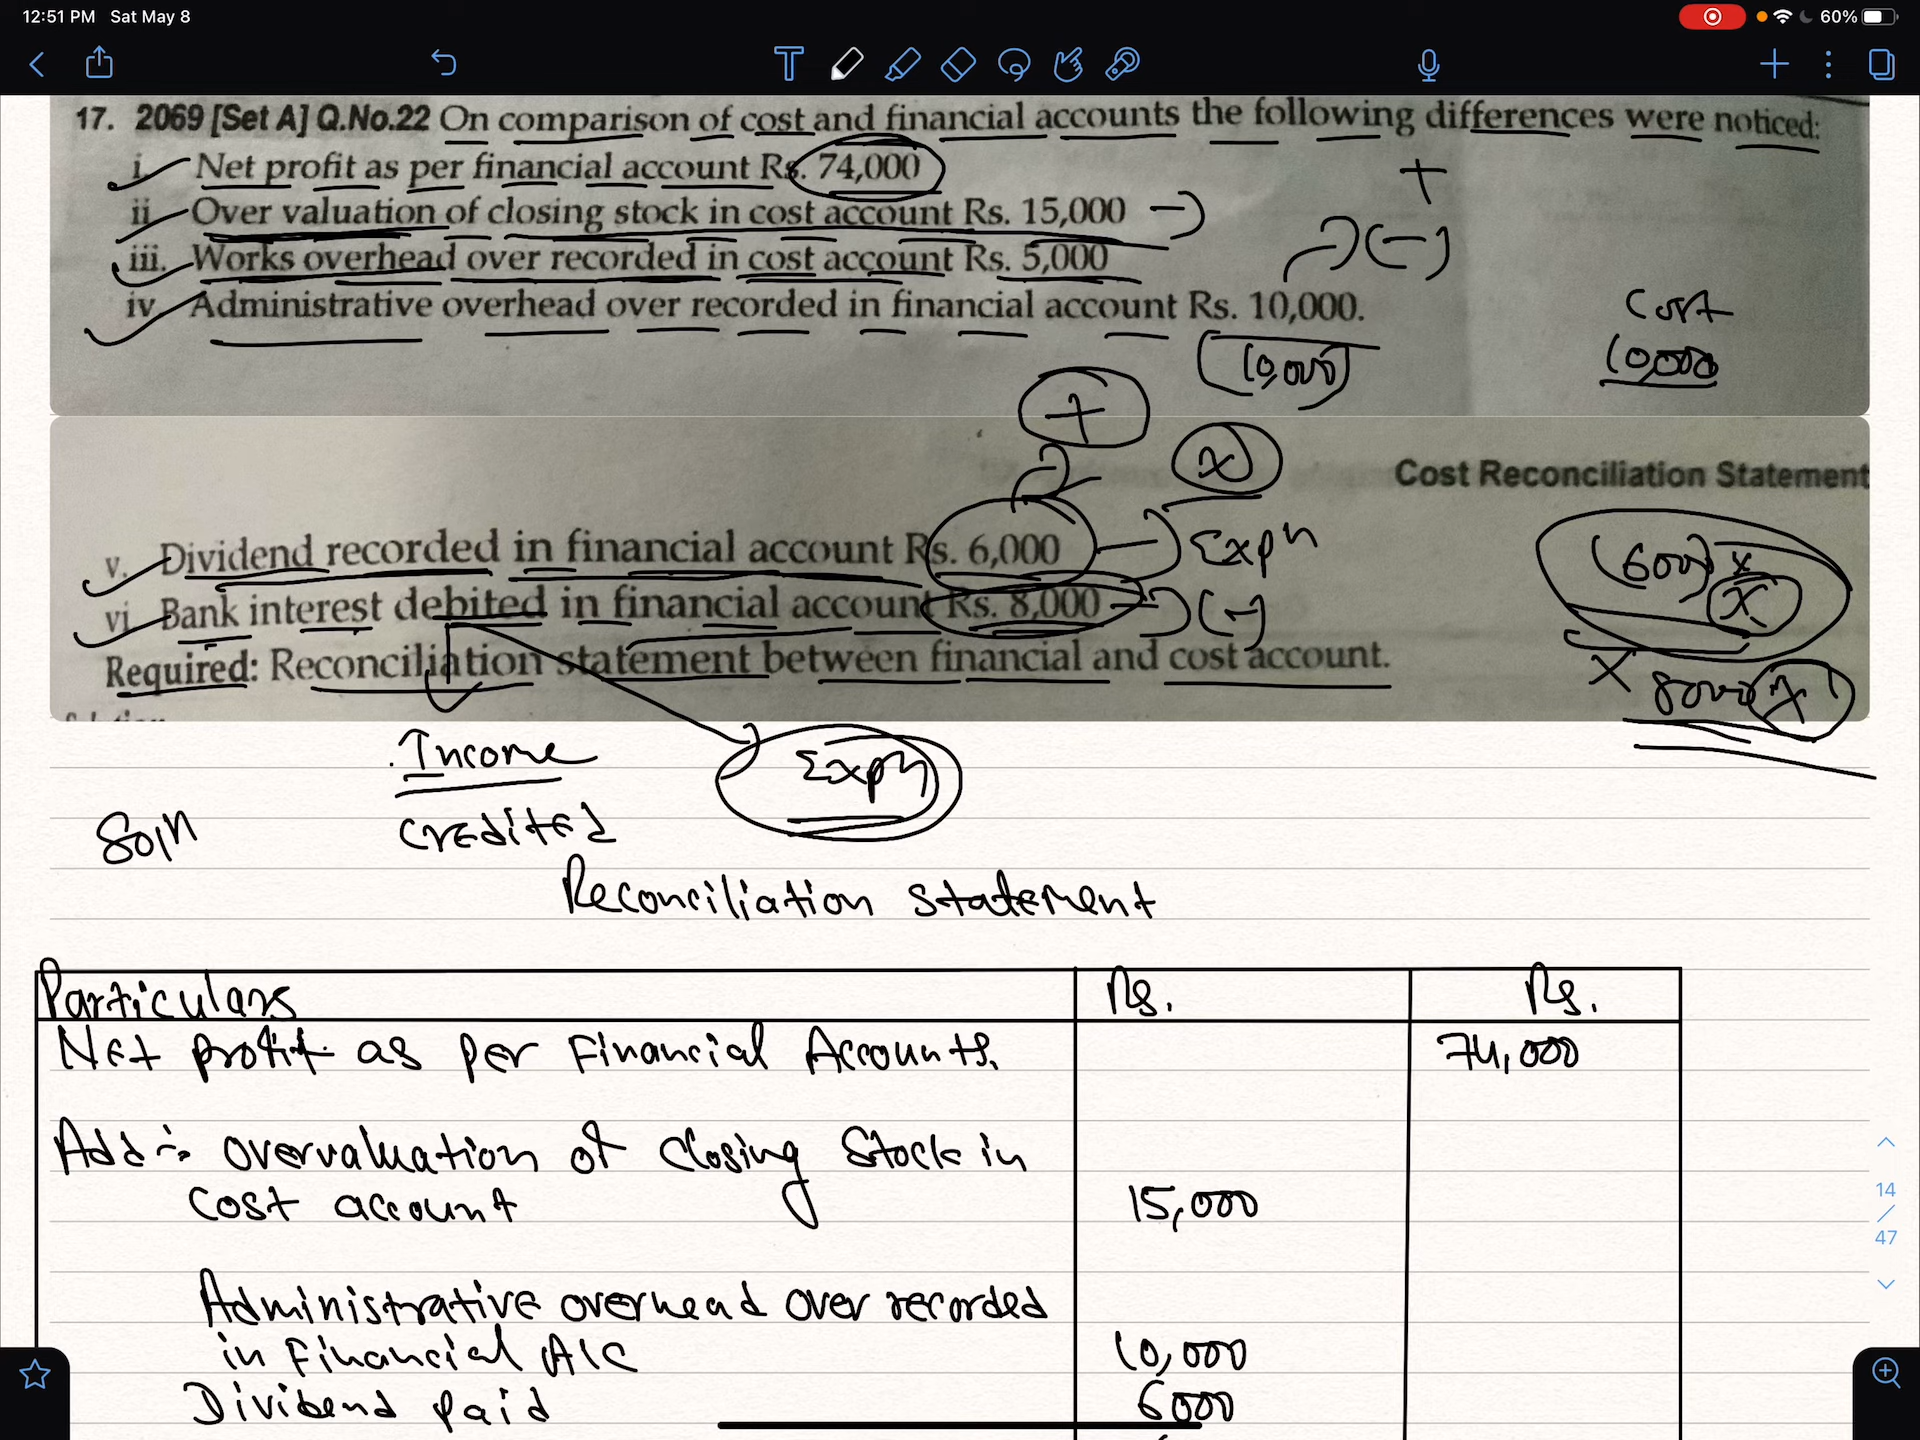 12:51 PM Sat May 8
60%
17. 2069 [Set A] Q.No.22 On comparison of cost and financial accounts the following differences were noticed:
i. Net profit as per financial account Rs. 74,000
+
ii. Over valuation of closing stock in cost account Rs. 15,000
(-)
iii. Works overhead over recorded in cost account Rs. 5,000
iv. Administrative overhead over recorded in financial account Rs. 10,000.
Cost
10,000
10,000
+
x
Cost Reconciliation Statement
v. Dividend recorded in financial account Rs. 6,000
Expn
x
x
vi. Bank interest debited in financial account Rs. 8,000
(-)
Required: Reconciliation statement between financial and cost account.
x 8000 x
Income
Expn
Soln
credited
Reconciliation statement
Particulars Rs. Rs.
Net profit as per Financial Accounts. 74,000
Add:- overvaluation of closing stock in
cost account 15,000
Administrative overhead over recorded
in Financial A/C 10,000
Dividend paid 6000
14
/
47